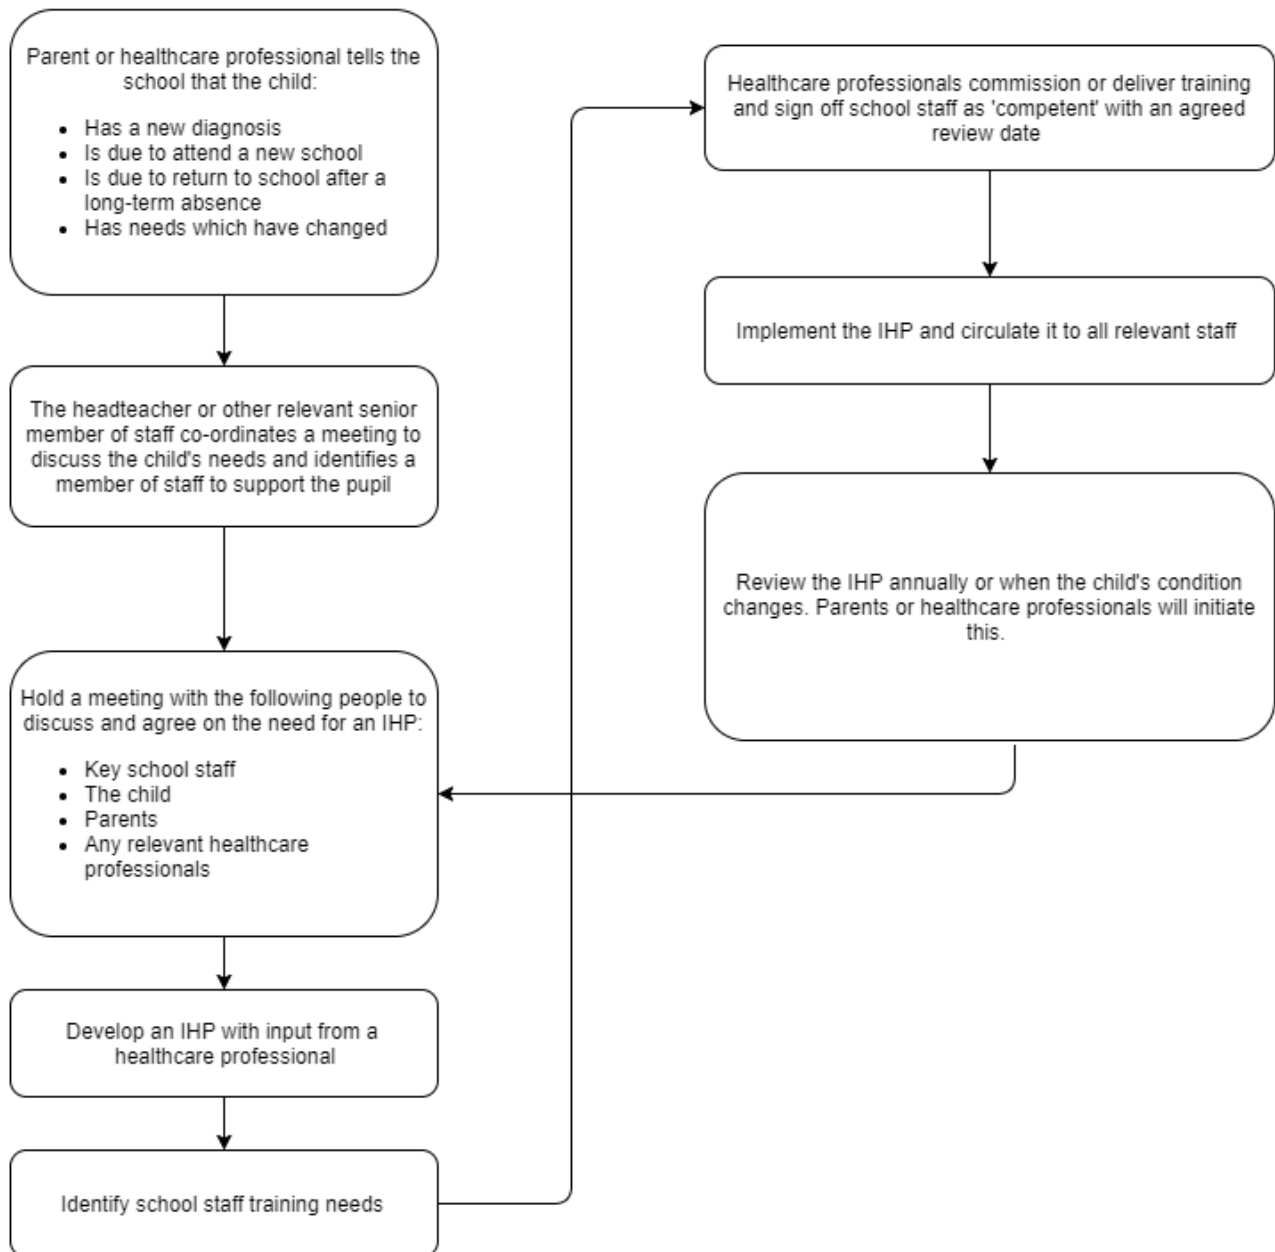 Parent or healthcare professional tells the
school that the child:
• Has a new diagnosis
• Is due to attend a new school
• Is due to return to school after a
long-term absence
• Has needs which have changed
The headteacher or other relevant senior
member of staff co-ordinates a meeting to
discuss the child's needs and identifies a
member of staff to support the pupil
Hold a meeting with the following people to
discuss and agree on the need for an IHP:
• Key school staff
• The child
• Parents
• Any relevant healthcare
professionals
Develop an IHP with input from a
healthcare professional
Identify school staff training needs
Healthcare professionals commission or deliver training
and sign off school staff as 'competent' with an agreed
review date
Implement the IHP and circulate it to all relevant staff
Review the IHP annually or when the child's condition
changes. Parents or healthcare professionals will initiate
this.